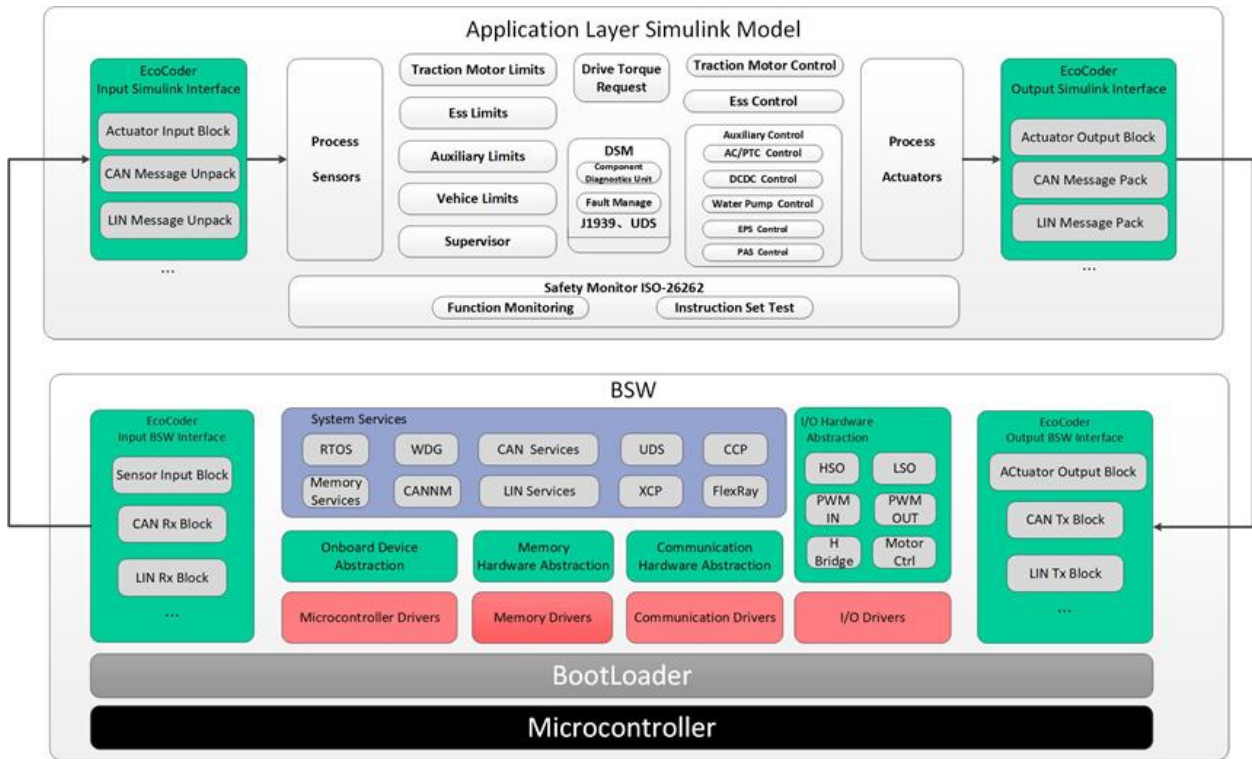 Application Layer Simulink Model
EcoCoder
Input Simulink Interface
Actuator Input Block
CAN Message Unpack
LIN Message Unpack
...
Process
Sensors
Traction Motor Limits
Ess Limits
Auxiliary Limits
Vehice Limits
Supervisor
Drive Torque
Request
DSM
Component
Diagnostics Unit
Fault Manage
J1939、UDS
Traction Motor Control
Ess Control
Auxiliary Control
AC/PTC Control
DCDC Control
Water Pump Control
EPS Control
PAS Control
Process
Actuators
EcoCoder
Output Simulink Interface
Actuator Output Block
CAN Message Pack
LIN Message Pack
...
Safety Monitor ISO-26262
Function Monitoring
Instruction Set Test
BSW
EcoCoder
Input BSW Interface
Sensor Input Block
CAN Rx Block
LIN Rx Block
...
System Services
RTOS
WDG
CAN Services
UDS
CCP
Memory
Services
CANNM
LIN Services
XCP
FlexRay
I/O Hardware
Abstraction
HSO
LSO
PWM
IN
PWM
OUT
H
Bridge
Motor
Ctrl
EcoCoder
Output BSW Interface
ACtuator Output Block
CAN Tx Block
LIN Tx Block
...
Onboard Device
Abstraction
Memory
Hardware Abstraction
Communication
Hardware Abstraction
Microcontroller Drivers
Memory Drivers
Communication Drivers
I/O Drivers
BootLoader
Microcontroller